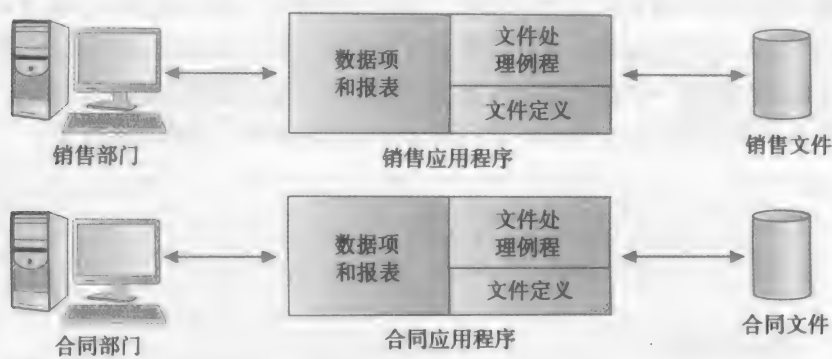 数据项
和报表
文件处
理例程
文件定义
销售部门
销售应用程序
销售文件
数据项
和报表
文件处
理例程
文件定义
合同部门
合同应用程序
合同文件